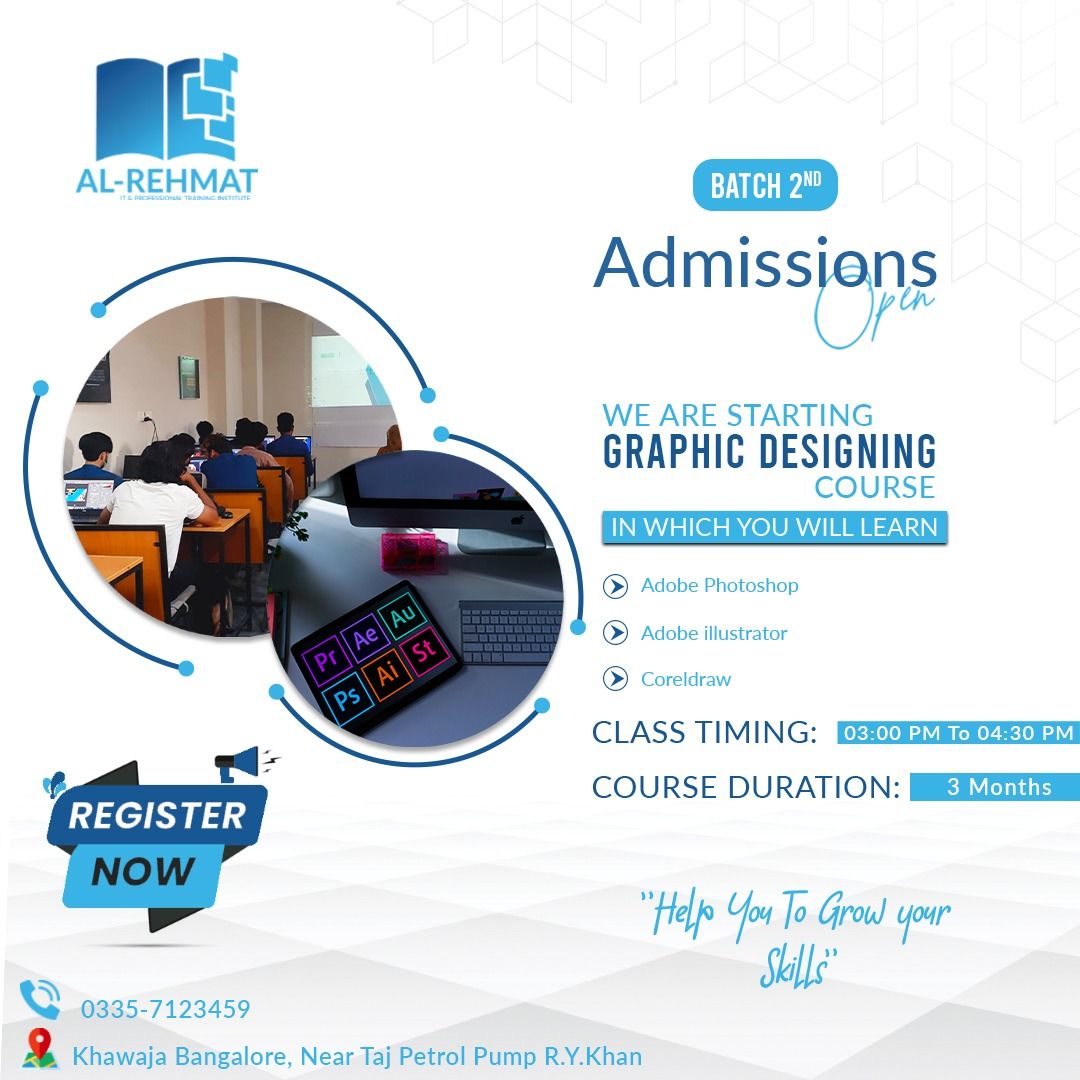 AL-REHMAT
IT & PROFESSIONAL TRAINING INSTITUTE
BATCH 2ND
Admissions
Open
WE ARE STARTING
GRAPHIC DESIGNING
COURSE
IN WHICH YOU WILL LEARN
Adobe Photoshop
Adobe illustrator
Coreldraw
Pr Ae Au
Ps Ai St
CLASS TIMING: 03:00 PM To 04:30 PM
COURSE DURATION: 3 Months
REGISTER
NOW
"Help You To Grow your
Skills"
0335-7123459
Khawaja Bangalore, Near Taj Petrol Pump R.Y.Khan